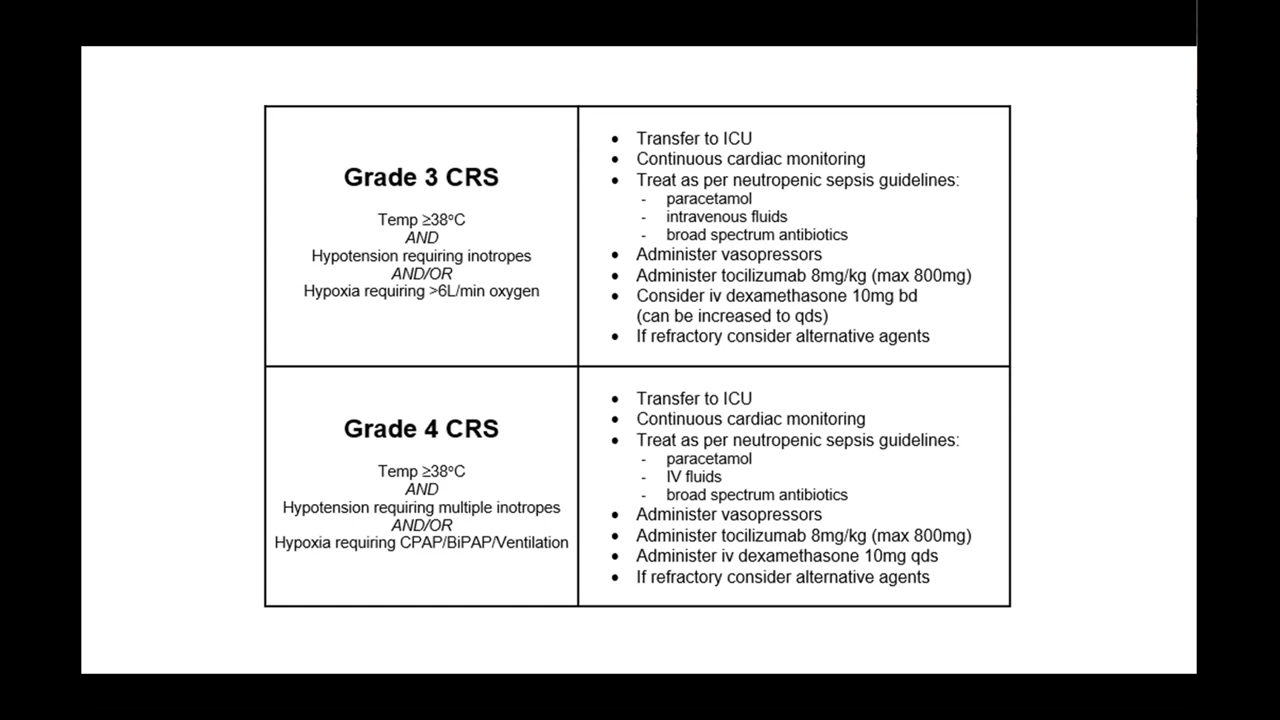 Grade 3 CRS
Temp ≥38°C
AND
Hypotension requiring inotropes
AND/OR
Hypoxia requiring >6L/min oxygen
• Transfer to ICU
• Continuous cardiac monitoring
• Treat as per neutropenic sepsis guidelines:
- paracetamol
- intravenous fluids
- broad spectrum antibiotics
• Administer vasopressors
• Administer tocilizumab 8mg/kg (max 800mg)
• Consider iv dexamethasone 10mg bd
(can be increased to qds)
• If refractory consider alternative agents
Grade 4 CRS
Temp ≥38°C
AND
Hypotension requiring multiple inotropes
AND/OR
Hypoxia requiring CPAP/BiPAP/Ventilation
• Transfer to ICU
• Continuous cardiac monitoring
• Treat as per neutropenic sepsis guidelines:
- paracetamol
- IV fluids
- broad spectrum antibiotics
• Administer vasopressors
• Administer tocilizumab 8mg/kg (max 800mg)
• Administer iv dexamethasone 10mg qds
• If refractory consider alternative agents